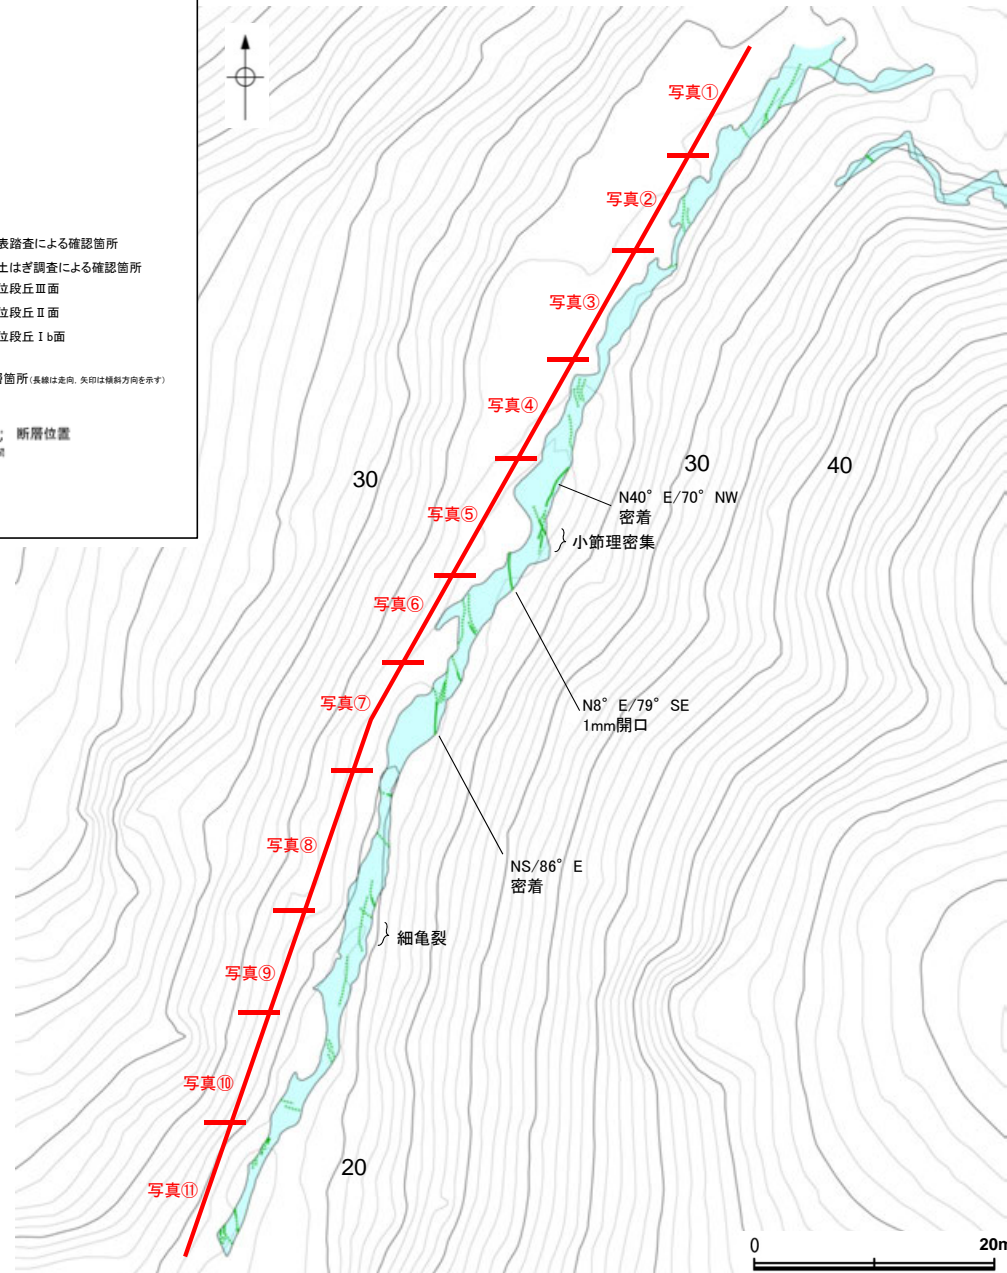 表踏査による確認箇所
土はぎ調査による確認箇所
位段丘Ⅲ面
位段丘Ⅱ面
位段丘Ⅰb面
箇所(長線は走向、矢印は傾斜方向を示す)
; 断層位置
写真①
写真②
写真③
写真④
写真⑤
写真⑥
写真⑦
写真⑧
写真⑨
写真⑩
写真⑪
30
30
40
N40°E/70°NW
密着
小節理密集
N8°E/79°SE
1mm開口
NS/86°E
密着
細亀裂
20
0
20m